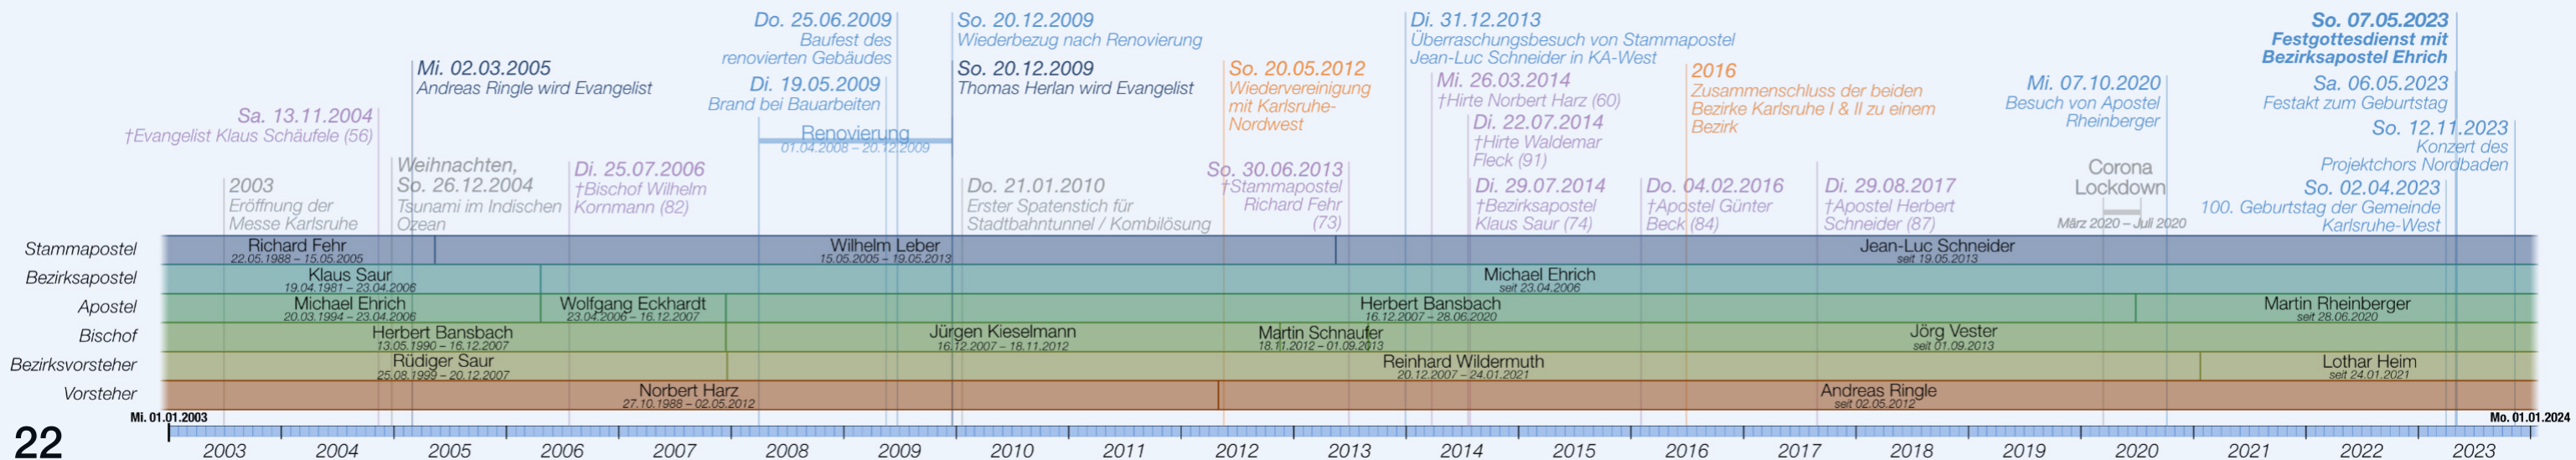 Do. 25.06.2009
Baufest des
renovierten Gebäudes
So. 20.12.2009
Wiederbezug nach Renovierung
Di. 31.12.2013
Überraschungsbesuch von Stammapostel
Jean-Luc Schneider in KA-West
So. 07.05.2023
Festgottesdienst mit
Bezirksapostel Ehrich
Mi. 02.03.2005
Andreas Ringle wird Evangelist
Di. 19.05.2009
Brand bei Bauarbeiten
So. 20.12.2009
Thomas Herlan wird Evangelist
So. 20.05.2012
Wiedervereinigung
mit Karlsruhe-
Nordwest
Mi. 26.03.2014
†Hirte Norbert Harz (60)
2016
Zusammenschluss der beiden
Bezirke Karlsruhe I & II zu einem
Bezirk
Mi. 07.10.2020
Besuch von Apostel
Rheinberger
Sa. 06.05.2023
Festakt zum Geburtstag
Sa. 13.11.2004
†Evangelist Klaus Schäufele (56)
Renovierung
01.04.2008 – 20.12.2009
Di. 22.07.2014
†Hirte Waldemar
Fleck (91)
So. 12.11.2023
Konzert des
Projektchors Nordbaden
2003
Eröffnung der
Messe Karlsruhe
Weihnachten,
So. 26.12.2004
Tsunami im Indischen
Ozean
Di. 25.07.2006
†Bischof Wilhelm
Kornmann (82)
Do. 21.01.2010
Erster Spatenstich für
Stadtbahntunnel / Kombilösung
So. 30.06.2013
†Stammapostel
Richard Fehr
(73)
Di. 29.07.2014
†Bezirksapostel
Klaus Saur (74)
Do. 04.02.2016
†Apostel Günter
Beck (84)
Di. 29.08.2017
†Apostel Herbert
Schneider (87)
Corona
Lockdown
März 2020 – Juli 2020
So. 02.04.2023
100. Geburtstag der Gemeinde
Karlsruhe-West
Stammapostel
Richard Fehr
22.05.1988 – 15.05.2005
Wilhelm Leber
15.05.2005 – 19.05.2013
Jean-Luc Schneider
seit 19.05.2013
Bezirksapostel
Klaus Saur
19.04.1981 – 23.04.2006
Michael Ehrich
seit 23.04.2006
Apostel
Michael Ehrich
20.03.1994 – 23.04.2006
Wolfgang Eckhardt
23.04.2006 – 16.12.2007
Herbert Bansbach
16.12.2007 – 28.06.2020
Martin Rheinberger
seit 28.06.2020
Bischof
Herbert Bansbach
13.05.1990 – 16.12.2007
Jürgen Kieselmann
16.12.2007 – 18.11.2012
Martin Schnaufer
18.11.2012 – 01.09.2013
Jörg Vester
seit 01.09.2013
Bezirksvorsteher
Rüdiger Saur
25.08.1999 – 20.12.2007
Reinhard Wildermuth
20.12.2007 – 24.01.2021
Lothar Heim
seit 24.01.2021
Vorsteher
Norbert Harz
27.10.1988 – 02.05.2012
Andreas Ringle
seit 02.05.2012
Mi. 01.01.2003
Mo. 01.01.2024
22
2003 2004 2005 2006 2007 2008 2009 2010 2011 2012 2013 2014 2015 2016 2017 2018 2019 2020 2021 2022 2023